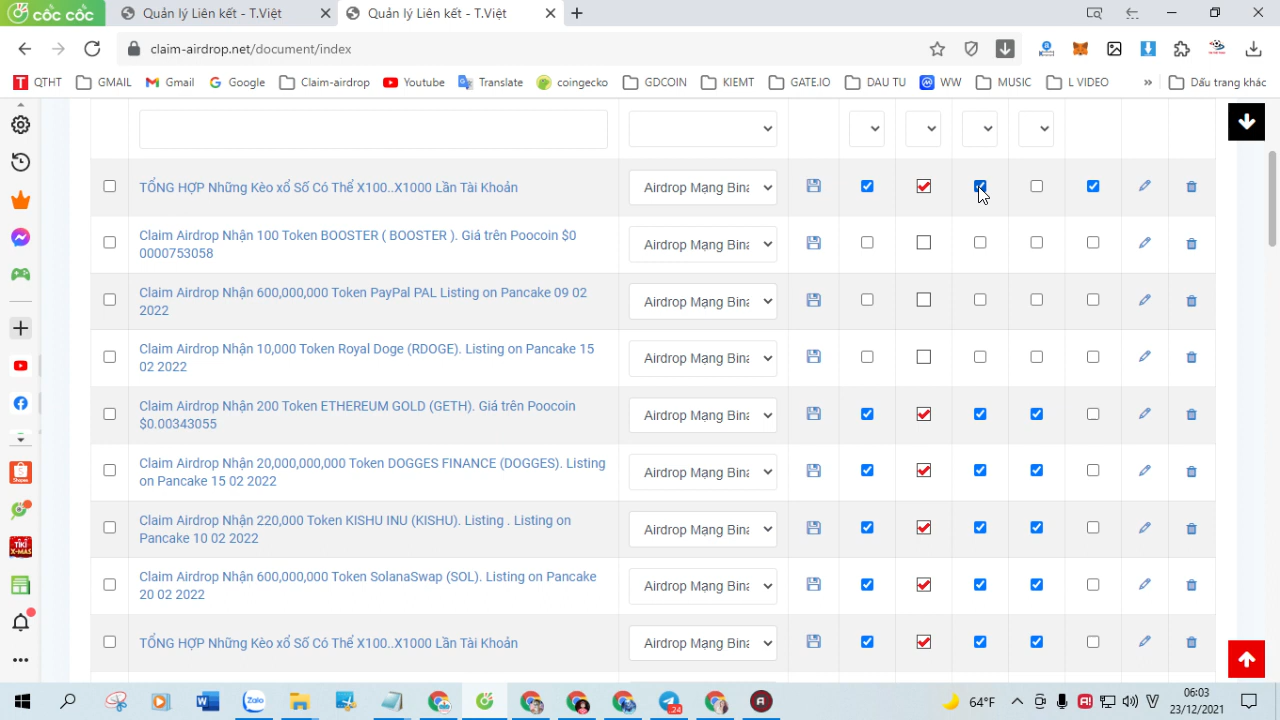 CỐC CỐC
Quản lý kết - T.Việt
Quản lý kết - T.Việt
claim-airdrop.net/document/index
QTHT
GMAIL
Gmail
Google
Claim-airdrop
Youtube
Translate
coingecko
GDCOIN
KIEMT
GATE.IO
DAU TU
WW
MUSIC
L VIDEO
»
Dấu trang khác
TỔNG HỢP Những Kèo xổ Số Có Thể X100..X1000 Lần Tài Khoản
Airdrop Mạng Bina
Claim Airdrop Nhận 100 Token BOOSTER ( BOOSTER ). Giá trên Poocoin $0
0000753058
Airdrop Mạng Bina
Claim Airdrop Nhận 600,000,000 Token PayPal PAL Listing on Pancake 09 02
2022
Airdrop Mạng Bina
Claim Airdrop Nhận 10,000 Token Royal Doge (RDOGE). Listing on Pancake 15
02 2022
Airdrop Mạng Bina
Claim Airdrop Nhận 200 Token ETHEREUM GOLD (GETH). Giá trên Poocoin
$0.00343055
Airdrop Mạng Bina
Claim Airdrop Nhận 20,000,000,000 Token DOGGES FINANCE (DOGGES). Listing
on Pancake 15 02 2022
Airdrop Mạng Bina
Claim Airdrop Nhận 220,000 Token KISHU INU (KISHU). Listing . Listing on
Pancake 10 02 2022
Airdrop Mạng Bina
Claim Airdrop Nhận 600,000,000 Token SolanaSwap (SOL). Listing on Pancake
20 02 2022
Airdrop Mạng Bina
TỔNG HỢP Những Kèo xổ Số Có Thể X100..X1000 Lần Tài Khoản
Airdrop Mạng Bina
Shopee
TIKI
X-MAS
Zalo
24
64°F
06:03
23/12/2021